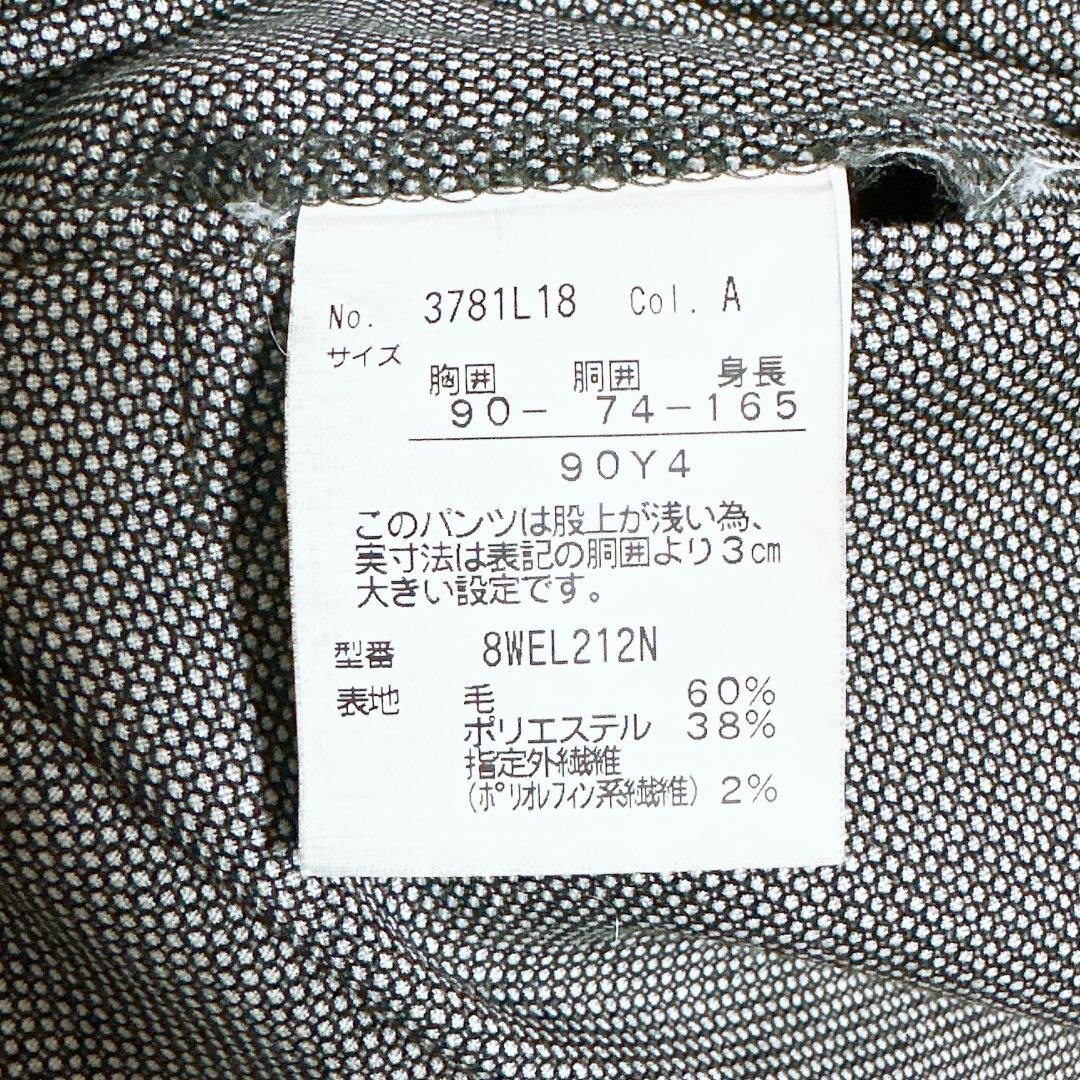 No. 3781L18 Col. A
サイズ
胸囲 胴囲 身長
90- 74-165
90Y4
このパンツは股上が浅い為、
実寸法は表記の胴囲より3cm
大きい設定です。
型番 8WEL212N
表地 毛 60%
ポリエステル 38%
指定外繊維
(ポリオレフィン系繊維) 2%